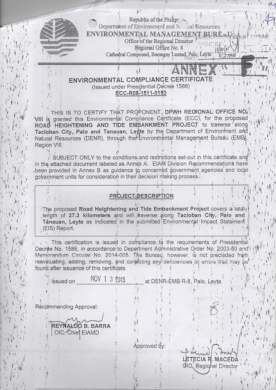 Republic of the Philippines
Department of Environment and Natural Resources
ENVIRONMENTAL MANAGEMENT BUREAU
Office of the Regional Director
Regional Office No. 8
Cathedral Compound, Barangay Luntad, Palo, Leyte
ANNEX "F"
ENVIRONMENTAL COMPLIANCE CERTIFICATE
(Issued under Presidential Decree 1586)
ECC-R08-1511-
THIS IS TO CERTIFY THAT PROPONENT, DPWH REGIONAL OFFICE NO.
VIII is granted this Environmental Compliance Certificate (ECC), for the proposed
ROAD HEIGHTENING AND TIDE EMBANKMENT PROJECT to traverse along
Tacloban City, Palo and Tanauan, Leyte by the Department of Environment and
Natural Resources (DENR), through the Environmental Management Bureau (EMB),
Region VIII.
SUBJECT ONLY to the conditions and restrictions set-out in this certificate and
in the attached document labeled as Annex A. EMB Division Recommendations have
been provided in Annex B as guidance to concerned government agencies and local
government units for consideration in their decision making process.
PROJECT DESCRIPTION
The proposed Road Heightening and Tide Embankment Project covers a total
length of 27.3 kilometers and will traverse along Tacloban City, Palo and
Tanauan, Leyte as indicated in the submitted Environmental Impact Statement
(EIS) Report.
This certification is issued in compliance to the requirements of Presidential
Decree No. 1586, in accordance to Department Administrative Order No. 2003-30 and
Memorandum Circular No. 2014-005. The Bureau, however, is not precluded from
reevaluating, adding, removing, and correcting any deficiencies or errors that may be
found after issuance of this certificate.
Issued on NOV 13 2015 at DENR-EMB R-8, Palo, Leyte.
Recommending Approval:
REYNALDO B. BARRA
OIC, Chief EIAMD
Approved By:
LETECIA R. MACEDA
OIC, Regional Director